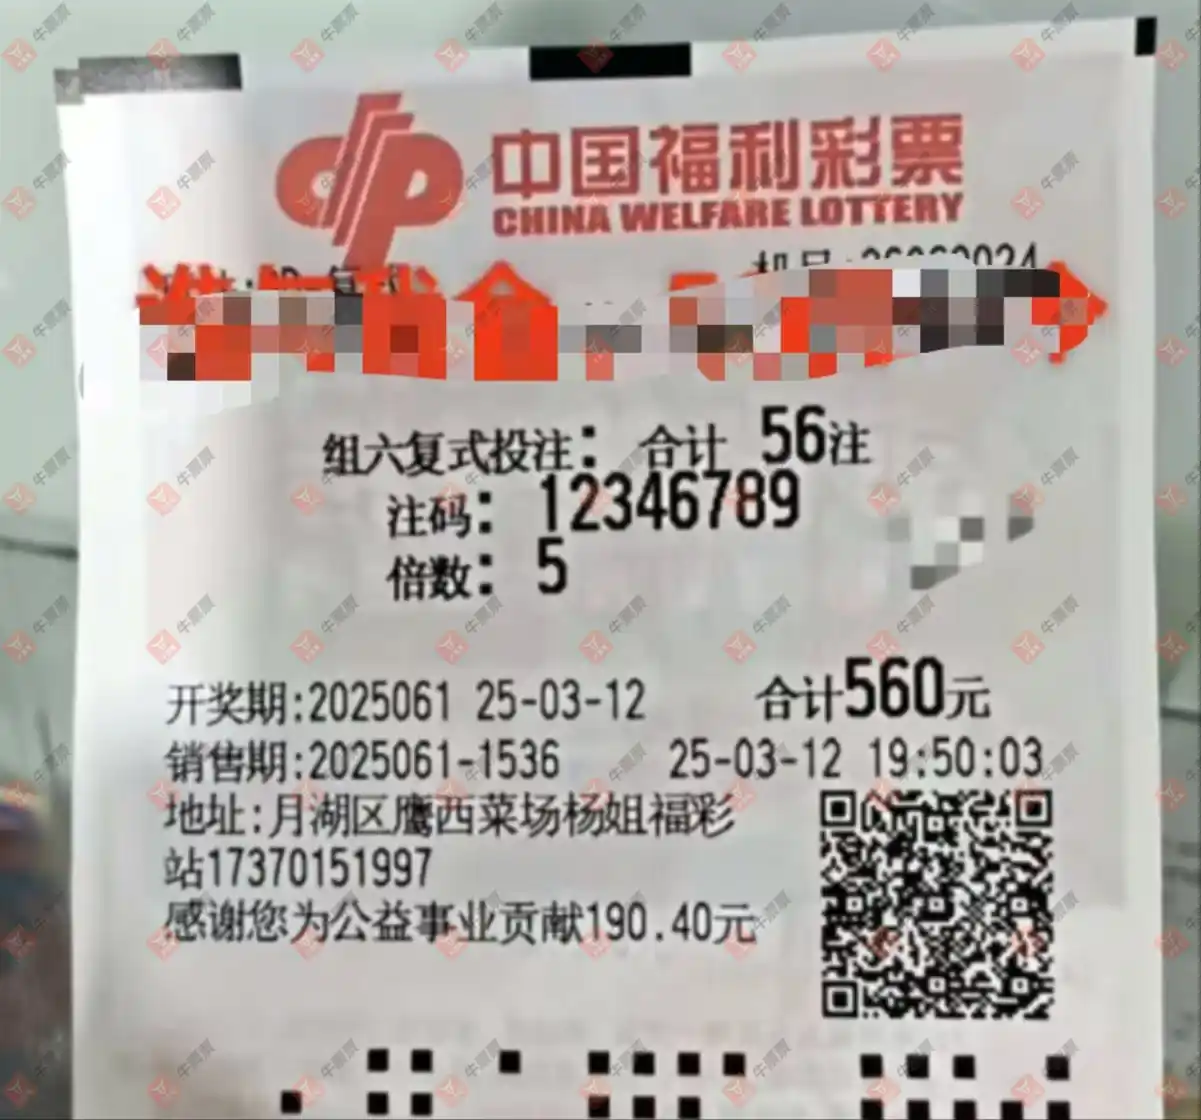 中国福利彩票
CHINA WELFARE LOTTERY
组六复式投注: 合计 56注
注码: 12346789
倍数: 5
开奖期:2025061 25-03-12 合计560元
销售期:2025061-1536 25-03-12 19:50:03
地址:月湖区鹰西菜场杨姐福彩
站17370151997
感谢您为公益事业贡献190.40元
牛票票